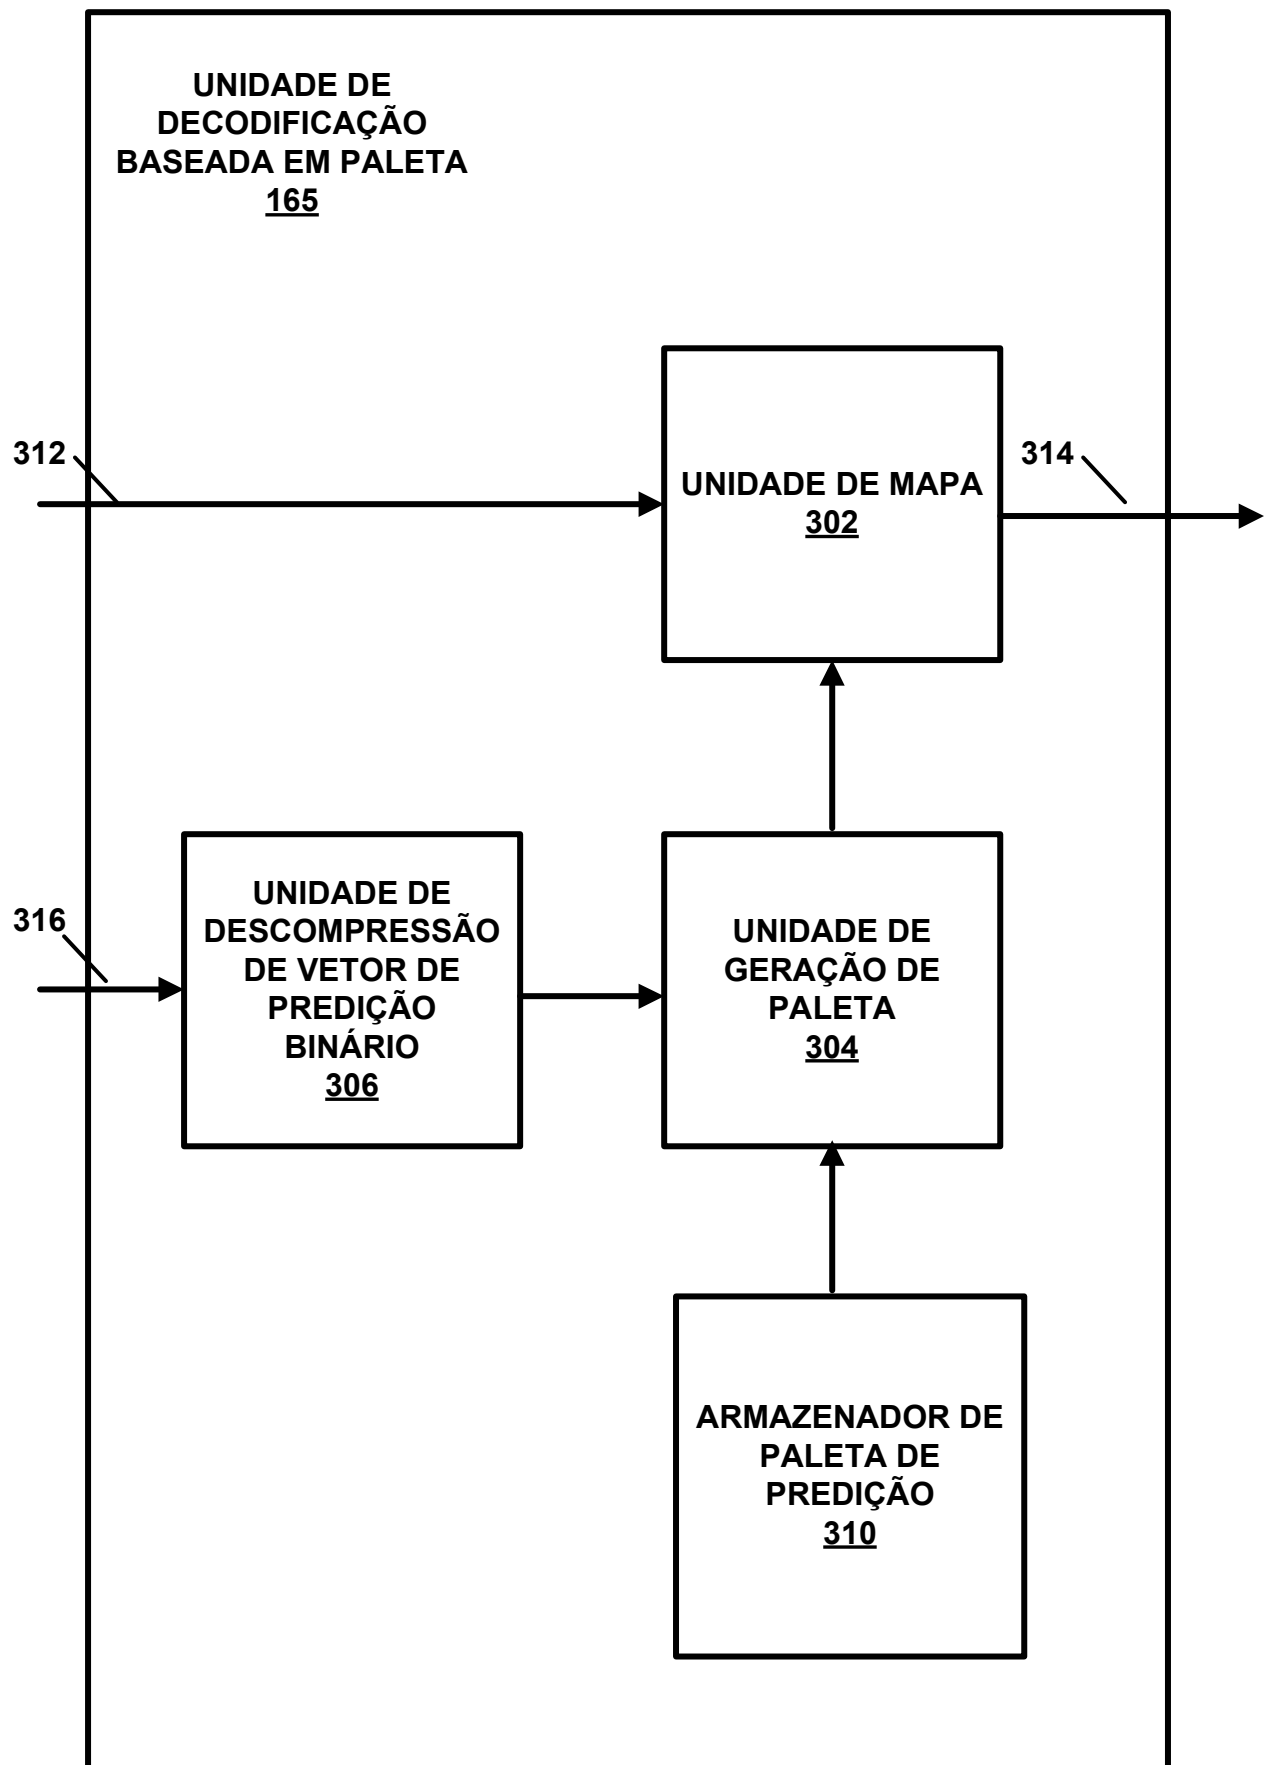 UNIDADE DE
DECODIFICAÇÃO
BASEADA EM PALETA
165
312
UNIDADE DE MAPA
302
314
316
UNIDADE DE
DESCOMPRESSÃO
DE VETOR DE
PREDIÇÃO
BINÁRIO
306
UNIDADE DE
GERAÇÃO DE
PALETA
304
ARMAZENADOR DE
PALETA DE
PREDIÇÃO
310